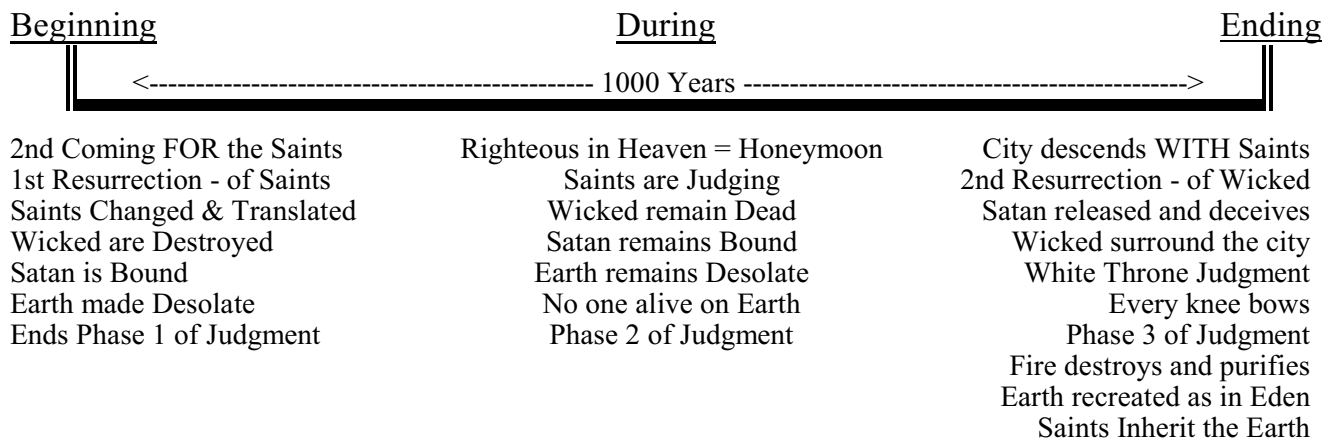 Beginning During Ending
<------------------------------------------------ 1000 Years ------------------------------------------------>
2nd Coming FOR the Saints
1st Resurrection - of Saints
Saints Changed & Translated
Wicked are Destroyed
Satan is Bound
Earth made Desolate
Ends Phase 1 of Judgment
Righteous in Heaven = Honeymoon
Saints are Judging
Wicked remain Dead
Satan remains Bound
Earth remains Desolate
No one alive on Earth
Phase 2 of Judgment
City descends WITH Saints
2nd Resurrection - of Wicked
Satan released and deceives
Wicked surround the city
White Throne Judgment
Every knee bows
Phase 3 of Judgment
Fire destroys and purifies
Earth recreated as in Eden
Saints Inherit the Earth